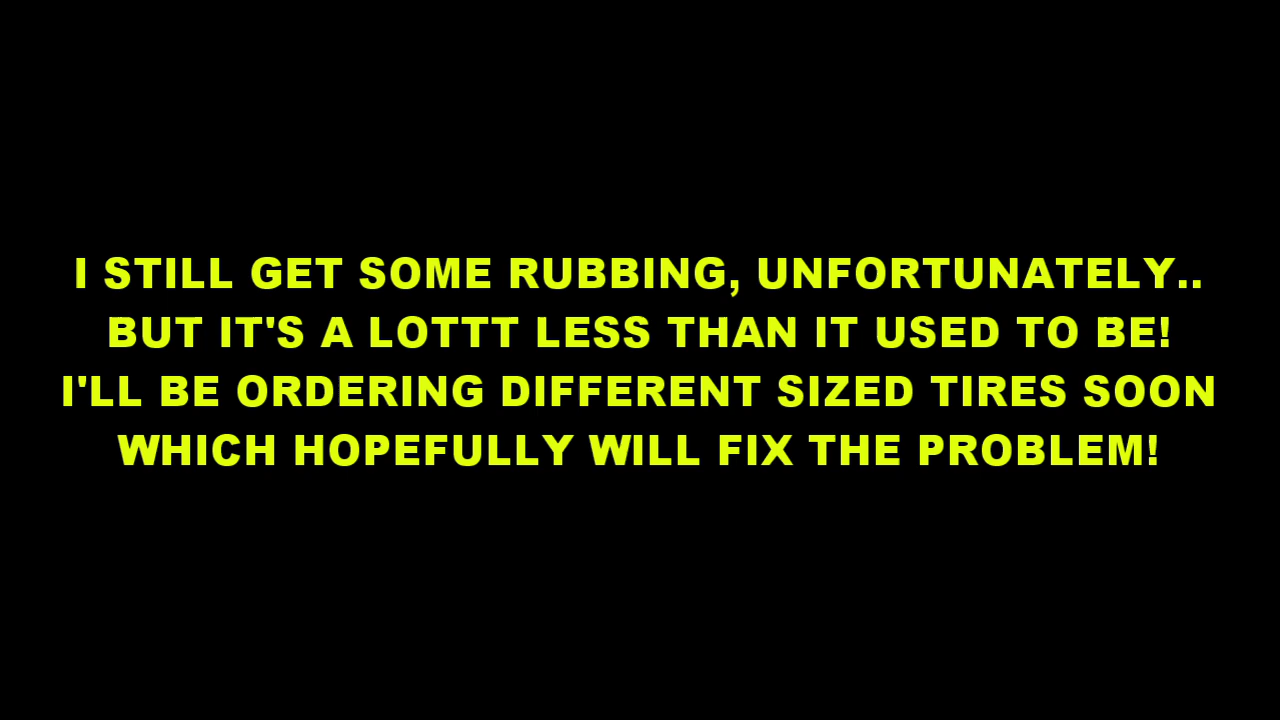 I STILL GET SOME RUBBING, UNFORTUNATELY..
BUT IT'S A LOTTT LESS THAN IT USED TO BE!
I'LL BE ORDERING DIFFERENT SIZED TIRES SOON
WHICH HOPEFULLY WILL FIX THE PROBLEM!